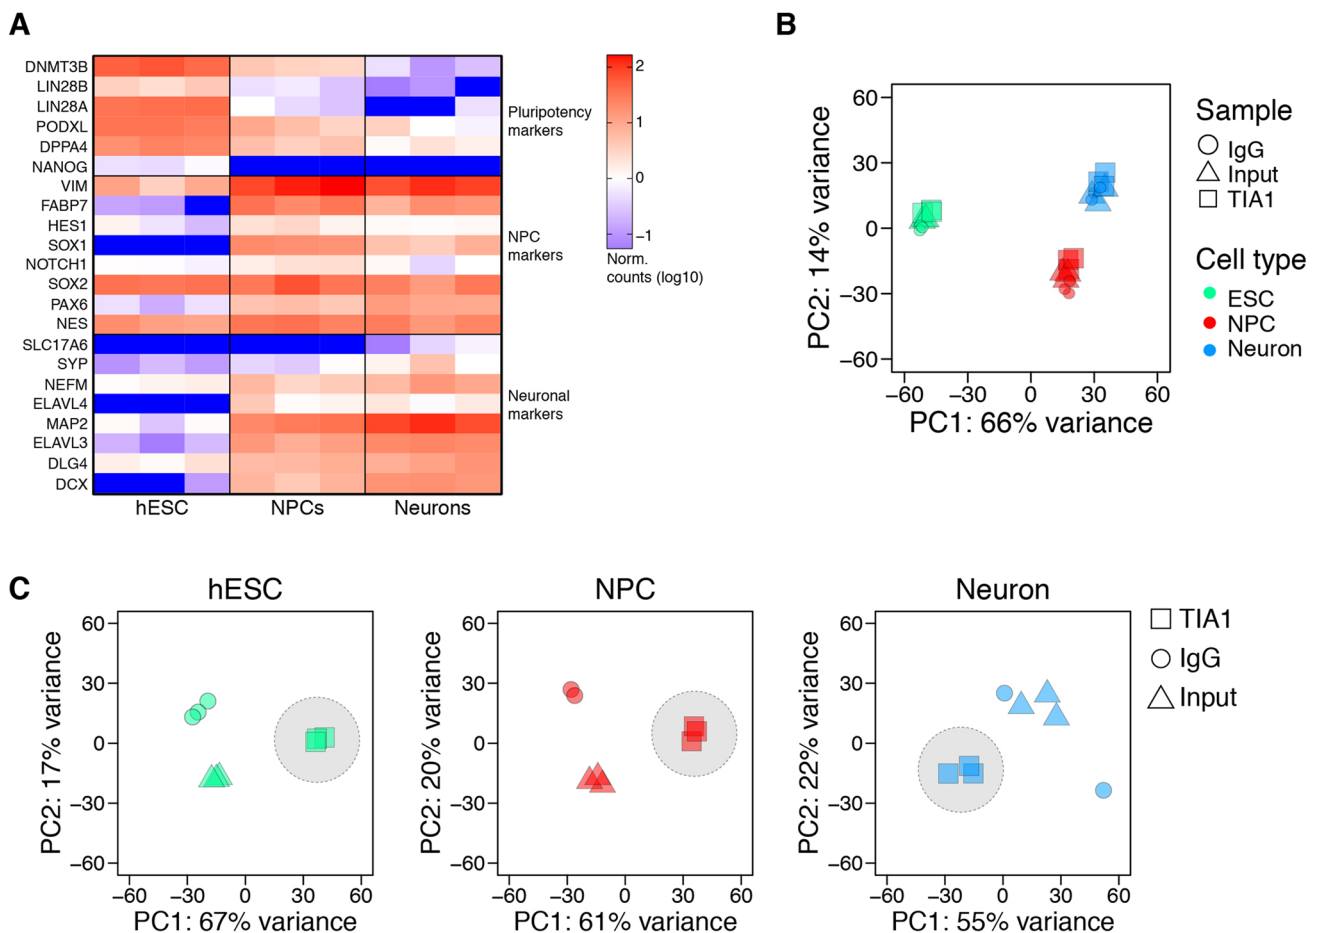 A
DNMT3B
LIN28B
LIN28A
PODXL
DPPA4
NANOG
VIM
FABP7
HES1
SOX1
NOTCH1
SOX2
PAX6
NES
SLC17A6
SYP
NEFM
ELAVL4
MAP2
ELAVL3
DLG4
DCX
hESC NPCs Neurons
Pluripotency
markers
NPC
markers
Neuronal
markers
2
1
0
−1
Norm.
counts (log10)
B
PC2: 14% variance
60
30
0
−30
−60
−60 −30 0 30 60
PC1: 66% variance
Sample
IgG
Input
TIA1
Cell type
ESC
NPC
Neuron
C
hESC
PC2: 17% variance
60
30
0
−30
−60
−60 −30 0 30 60
PC1: 67% variance
NPC
PC2: 20% variance
60
30
0
−30
−60
−60 −30 0 30 60
PC1: 61% variance
Neuron
PC2: 22% variance
60
30
0
−30
−60
−60 −30 0 30 60
PC1: 55% variance
TIA1
IgG
Input